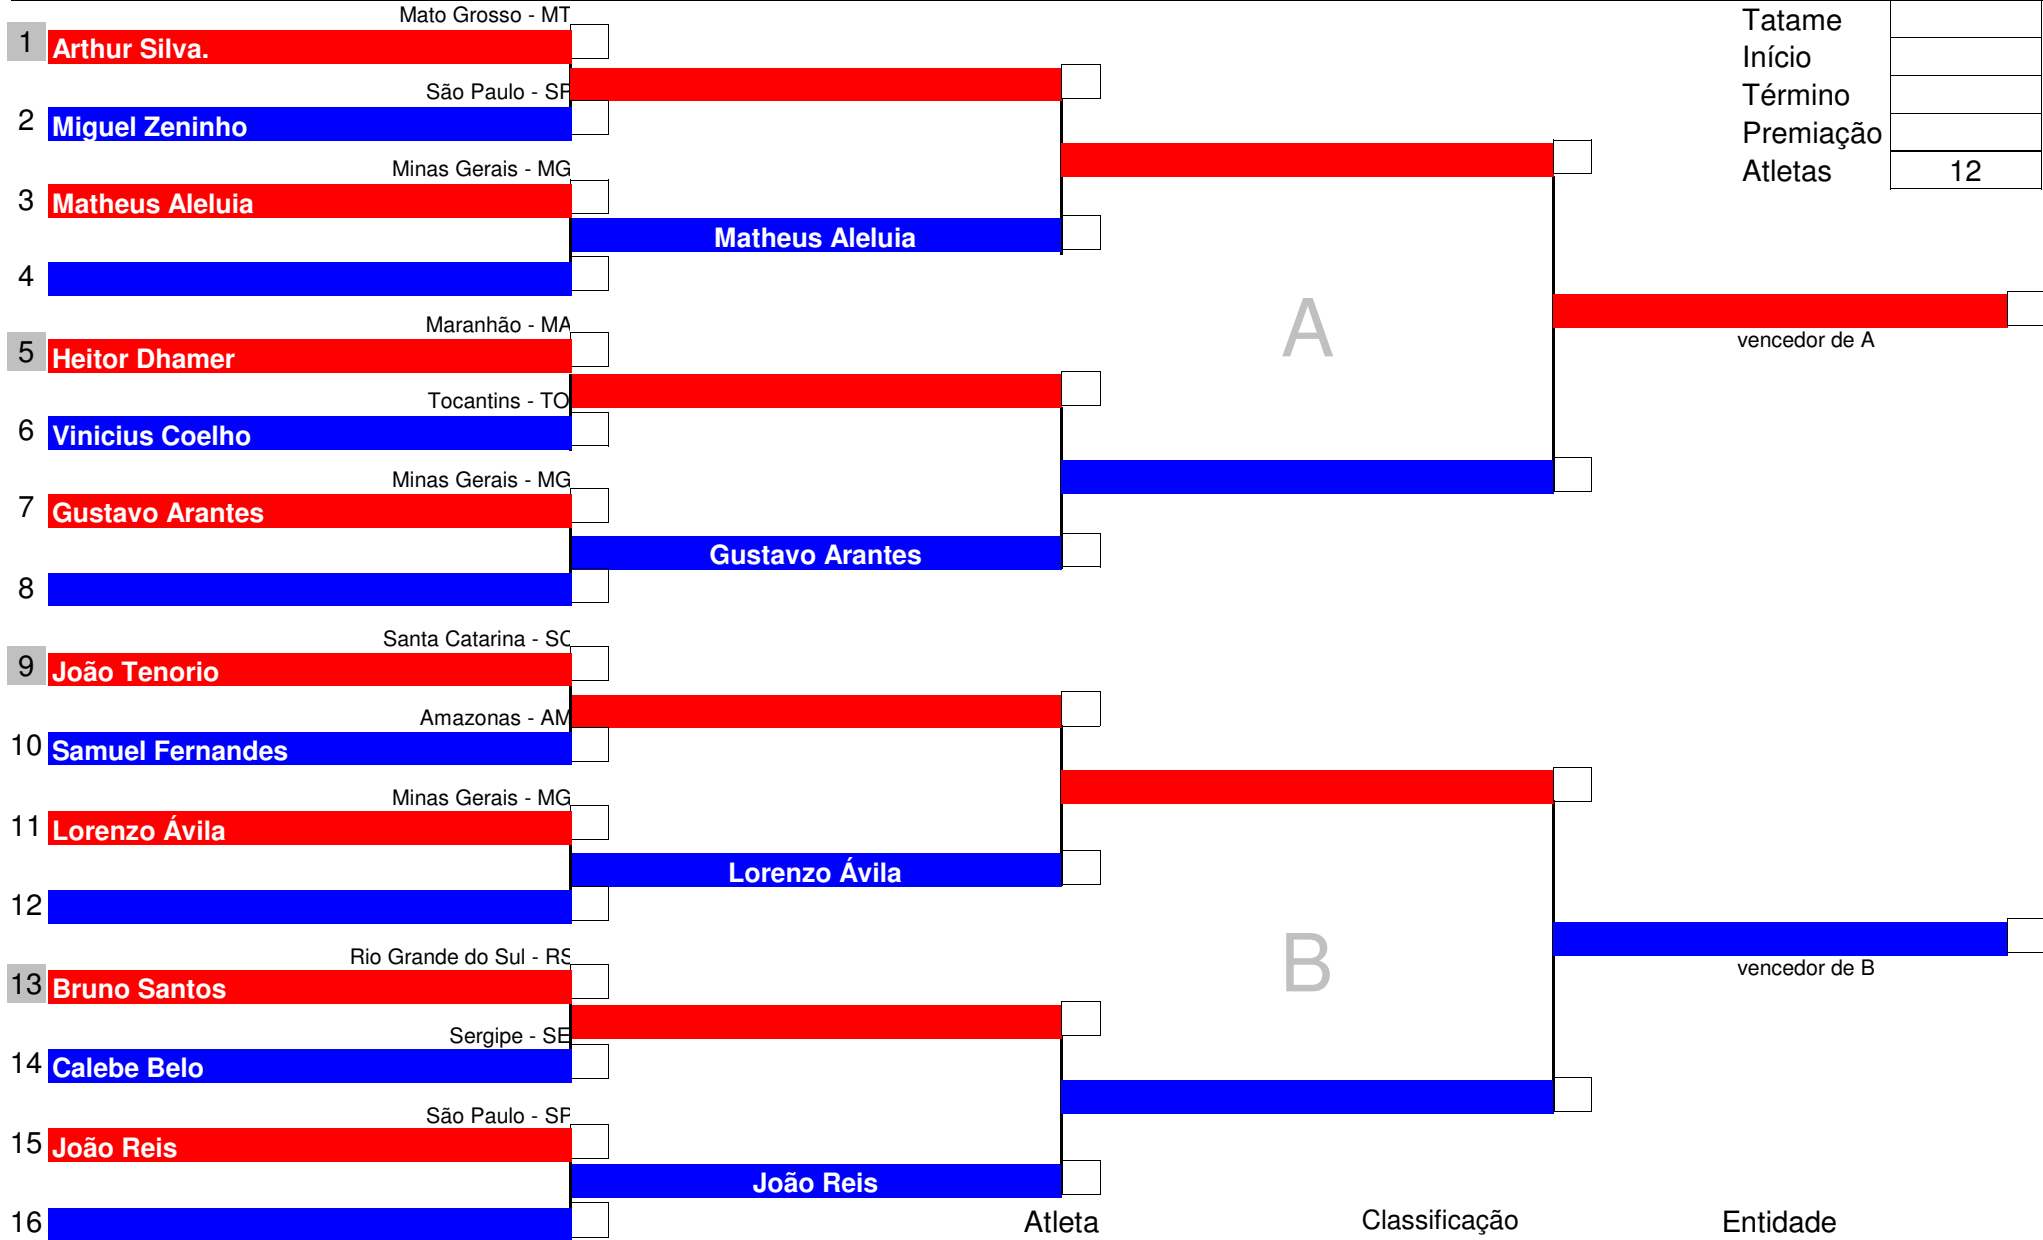 Mato Grosso - MT
1 Arthur Silva.
São Paulo - SP
2 Miguel Zeninho
Minas Gerais - MG
3 Matheus Aleluia
Matheus Aleluia
4
Maranhão - MA
5 Heitor Dhamer
Tocantins - TO
6 Vinicius Coelho
Minas Gerais - MG
7 Gustavo Arantes
Gustavo Arantes
8
Santa Catarina - SC
9 João Tenorio
Amazonas - AM
10 Samuel Fernandes
Minas Gerais - MG
11 Lorenzo Ávila
Lorenzo Ávila
12
Rio Grande do Sul - RS
13 Bruno Santos
Sergipe - SE
14 Calebe Belo
São Paulo - SP
15 João Reis
João Reis
16
A
B
vencedor de A
vencedor de B
Tatame
Início
Término
Premiação
Atletas 12
Atleta Classificação Entidade